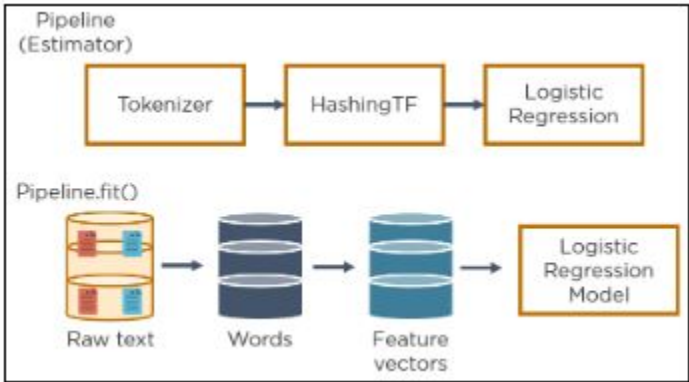 Pipeline
(Estimator)
Tokenizer
HashingTF
Logistic
Regression
Pipeline.fit()
Raw text
Words
Feature
vectors
Logistic
Regression
Model